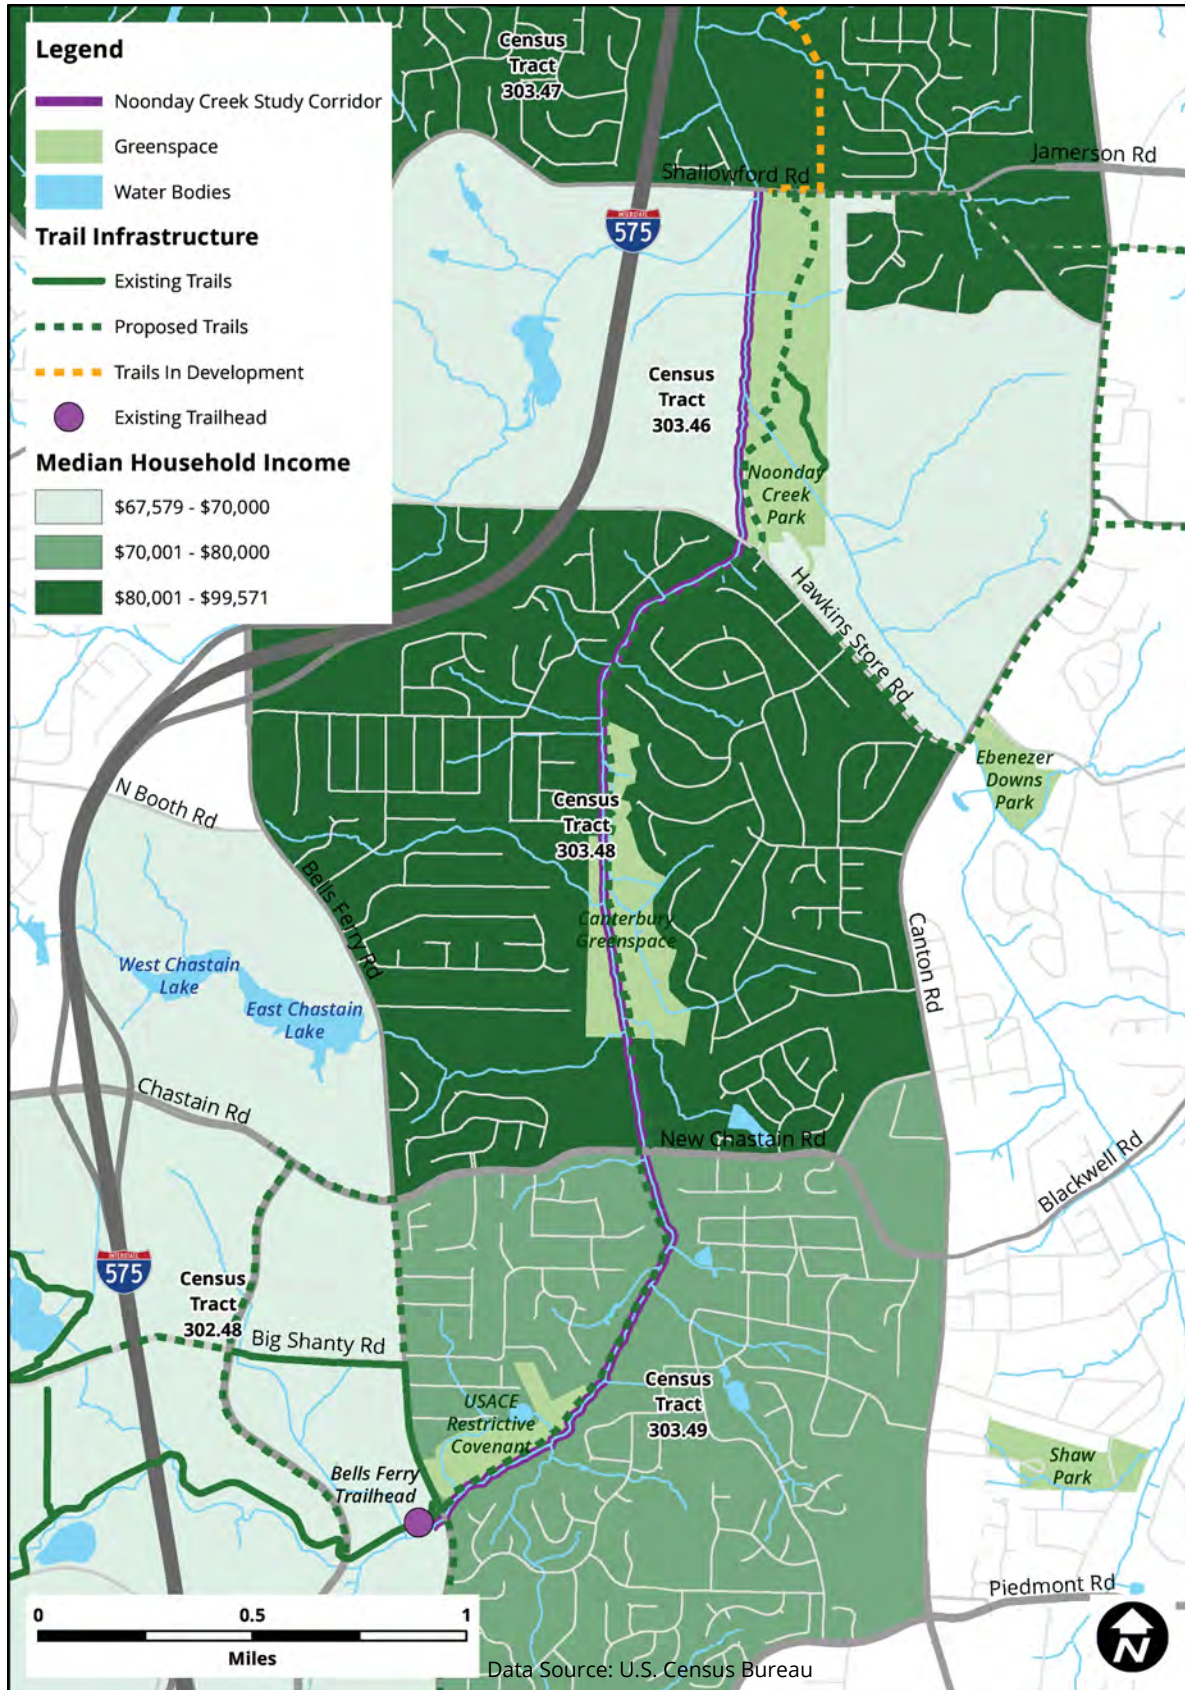 Legend
Noonday Creek Study Corridor
Greenspace
Water Bodies
Trail Infrastructure
Existing Trails
Proposed Trails
Trails In Development
Existing Trailhead
Median Household Income
$67,579 - $70,000
$70,001 - $80,000
$80,001 - $99,571
Census
Tract
303.47
Jamerson Rd
Shallowford Rd
INTERSTATE
575
Census
Tract
303.46
Noonday
Creek
Park
Hawkins Store Rd
Ebenezer
Downs
Park
N Booth Rd
Census
Tract
303.48
Bells Ferry Rd
Canterbury
Greenspace
Canton Rd
West Chastain
Lake
East Chastain
Lake
Chastain Rd
New Chastain Rd
Blackwell Rd
INTERSTATE
575
Census
Tract
302.48
Big Shanty Rd
Census
Tract
303.49
USACE
Restrictive
Covenant
Shaw
Park
Bells Ferry
Trailhead
Piedmont Rd
0 0.5 1
Miles
N
Data Source: U.S. Census Bureau